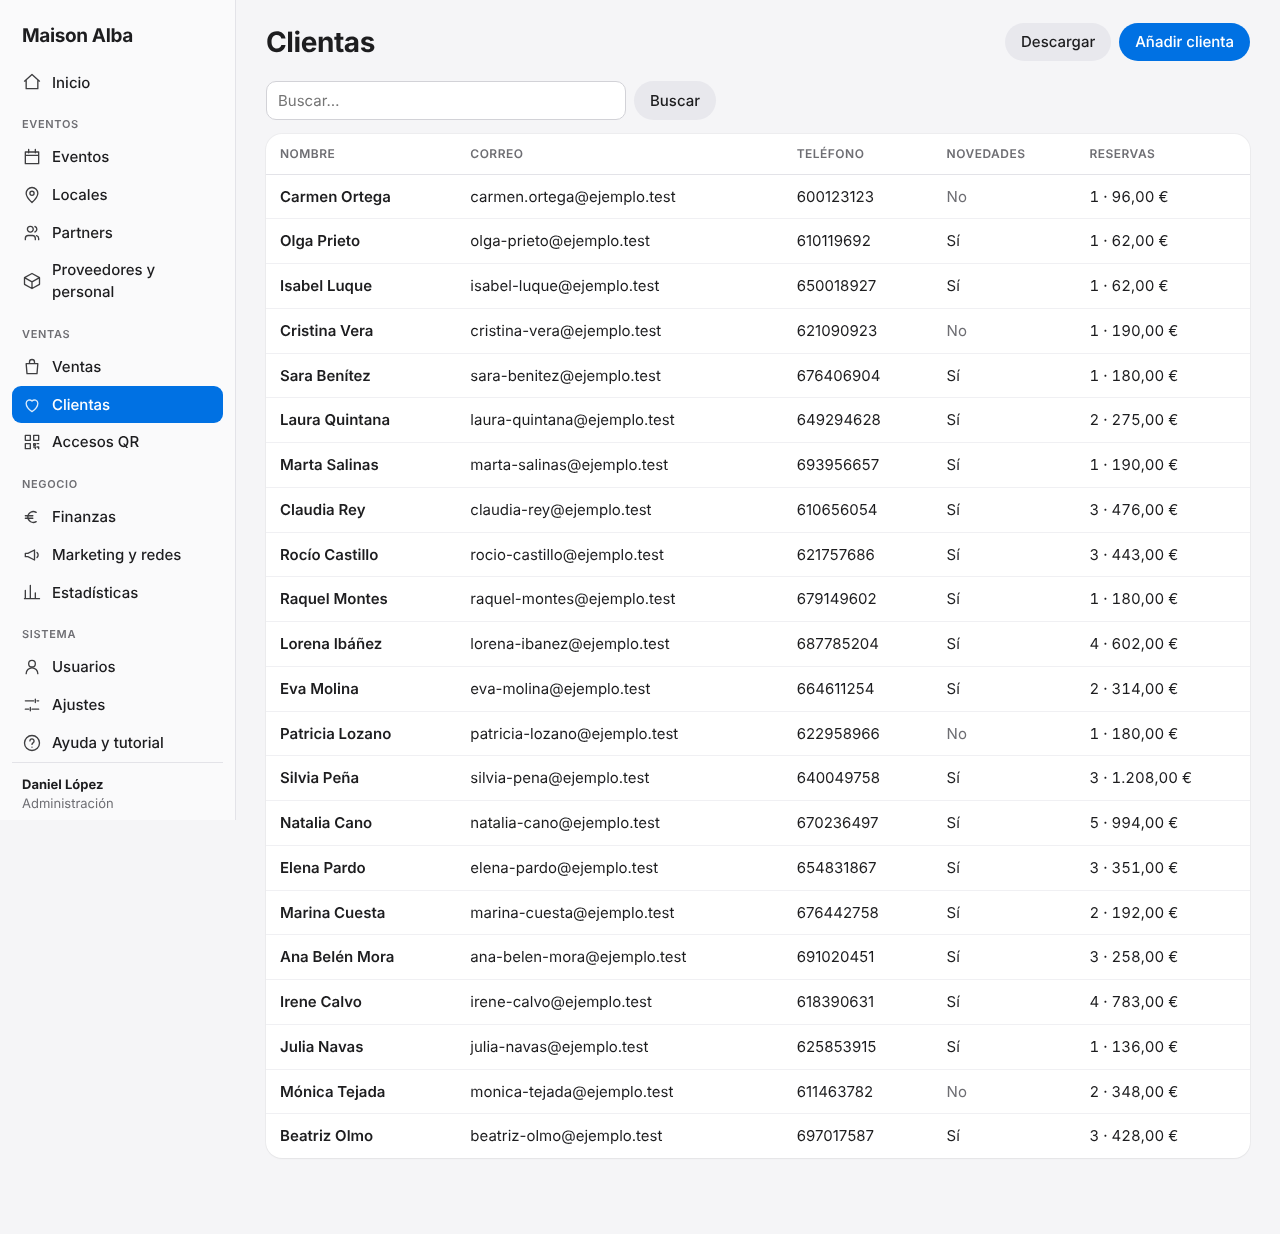 Maison Alba
Inicio
EVENTOS
Eventos
Locales
Partners
Proveedores y
personal
VENTAS
Ventas
Clientas
Accesos QR
NEGOCIO
Finanzas
Marketing y redes
Estadísticas
SISTEMA
Usuarios
Ajustes
Ayuda y tutorial
Daniel López
Administración
Clientas
Descargar Añadir clienta
Buscar... Buscar
NOMBRE CORREO TELÉFONO NOVEDADES RESERVAS
Carmen Ortega carmen.ortega@ejemplo.test 600123123 No 1 · 96,00 €
Olga Prieto olga-prieto@ejemplo.test 610119692 Sí 1 · 62,00 €
Isabel Luque isabel-luque@ejemplo.test 650018927 Sí 1 · 62,00 €
Cristina Vera cristina-vera@ejemplo.test 621090923 No 1 · 190,00 €
Sara Benítez sara-benitez@ejemplo.test 676406904 Sí 1 · 180,00 €
Laura Quintana laura-quintana@ejemplo.test 649294628 Sí 2 · 275,00 €
Marta Salinas marta-salinas@ejemplo.test 693956657 Sí 1 · 190,00 €
Claudia Rey claudia-rey@ejemplo.test 610656054 Sí 3 · 476,00 €
Rocío Castillo rocio-castillo@ejemplo.test 621757686 Sí 3 · 443,00 €
Raquel Montes raquel-montes@ejemplo.test 679149602 Sí 1 · 180,00 €
Lorena Ibáñez lorena-ibanez@ejemplo.test 687785204 Sí 4 · 602,00 €
Eva Molina eva-molina@ejemplo.test 664611254 Sí 2 · 314,00 €
Patricia Lozano patricia-lozano@ejemplo.test 622958966 No 1 · 180,00 €
Silvia Peña silvia-pena@ejemplo.test 640049758 Sí 3 · 1.208,00 €
Natalia Cano natalia-cano@ejemplo.test 670236497 Sí 5 · 994,00 €
Elena Pardo elena-pardo@ejemplo.test 654831867 Sí 3 · 351,00 €
Marina Cuesta marina-cuesta@ejemplo.test 676442758 Sí 2 · 192,00 €
Ana Belén Mora ana-belen-mora@ejemplo.test 691020451 Sí 3 · 258,00 €
Irene Calvo irene-calvo@ejemplo.test 618390631 Sí 4 · 783,00 €
Julia Navas julia-navas@ejemplo.test 625853915 Sí 1 · 136,00 €
Mónica Tejada monica-tejada@ejemplo.test 611463782 No 2 · 348,00 €
Beatriz Olmo beatriz-olmo@ejemplo.test 697017587 Sí 3 · 428,00 €